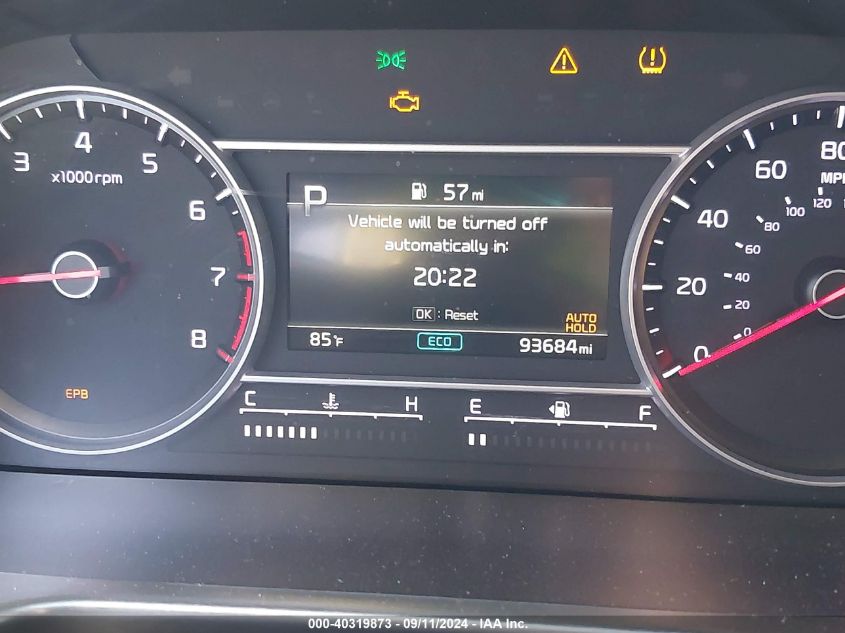 3 4 5 6 7 8
x1000rpm
EPB
P 57 mi
Vehicle will be turned off
automatically in:
20:22
OK : Reset
AUTO
HOLD
85°F ECO 93684 mi
C H
E F
0 20 40 60 80
MPH
0 20 40 60 80 100 120
000-40319873 - 09/11/2024 - IAA Inc.